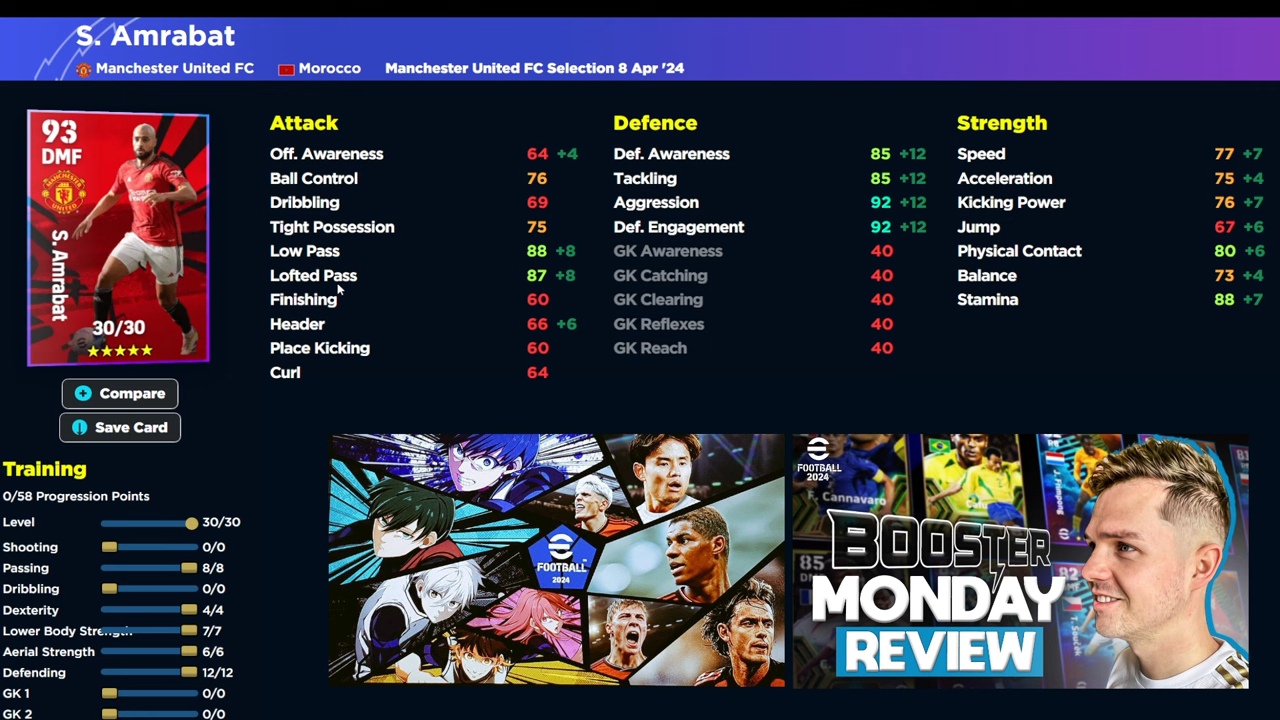 S. Amrabat
Manchester United FC Morocco Manchester United FC Selection 8 Apr '24
93
DMF
MANCHESTER
UNITED
S. Amrabat
30/30
Compare
Save Card
Attack
Off. Awareness 64 +4
Ball Control 76
Dribbling 69
Tight Possession 75
Low Pass 88 +8
Lofted Pass 87 +8
Finishing 60
Header 66 +6
Place Kicking 60
Curl 64
Defence
Def. Awareness 85 +12
Tackling 85 +12
Aggression 92 +12
Def. Engagement 92 +12
GK Awareness 40
GK Catching 40
GK Clearing 40
GK Reflexes 40
GK Reach 40
Strength
Speed 77 +7
Acceleration 75 +4
Kicking Power 76 +7
Jump 67 +6
Physical Contact 80 +6
Balance 73 +4
Stamina 88 +7
Training
0/58 Progression Points
Level 30/30
Shooting 0/0
Passing 8/8
Dribbling 0/0
Dexterity 4/4
Lower Body Strength 7/7
Aerial Strength 6/6
Defending 12/12
GK 1 0/0
GK 2 0/0
FOOTBALL
2024
FOOTBALL
2024
F. Cannavaro
85
BOOSTER
MONDAY
REVIEW